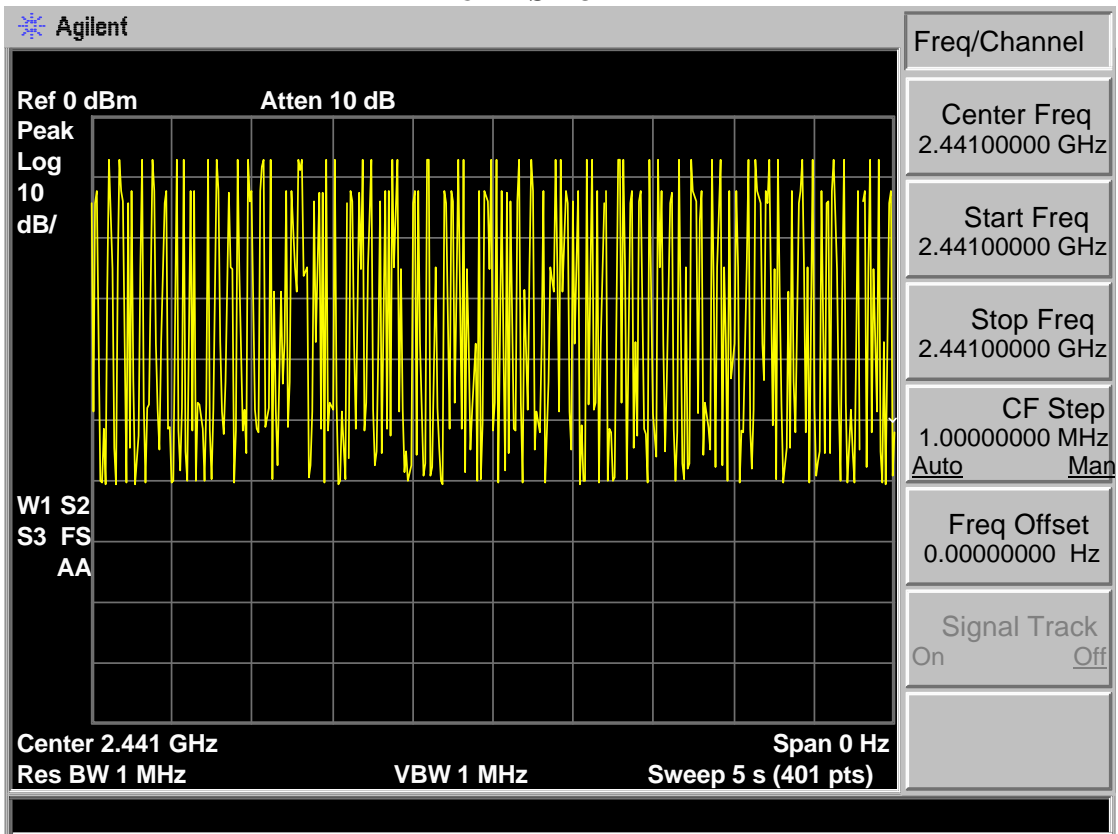 Agilent
Freq/Channel
Ref 0 dBm Atten 10 dB
Peak
Log
10
dB/
W1 S2
S3 FS
AA
Center 2.441 GHz Span 0 Hz
Res BW 1 MHz VBW 1 MHz Sweep 5 s (401 pts)
Center Freq
2.44100000 GHz
Start Freq
2.44100000 GHz
Stop Freq
2.44100000 GHz
CF Step
1.00000000 MHz
Auto Man
Freq Offset
0.00000000 Hz
Signal Track
On Off